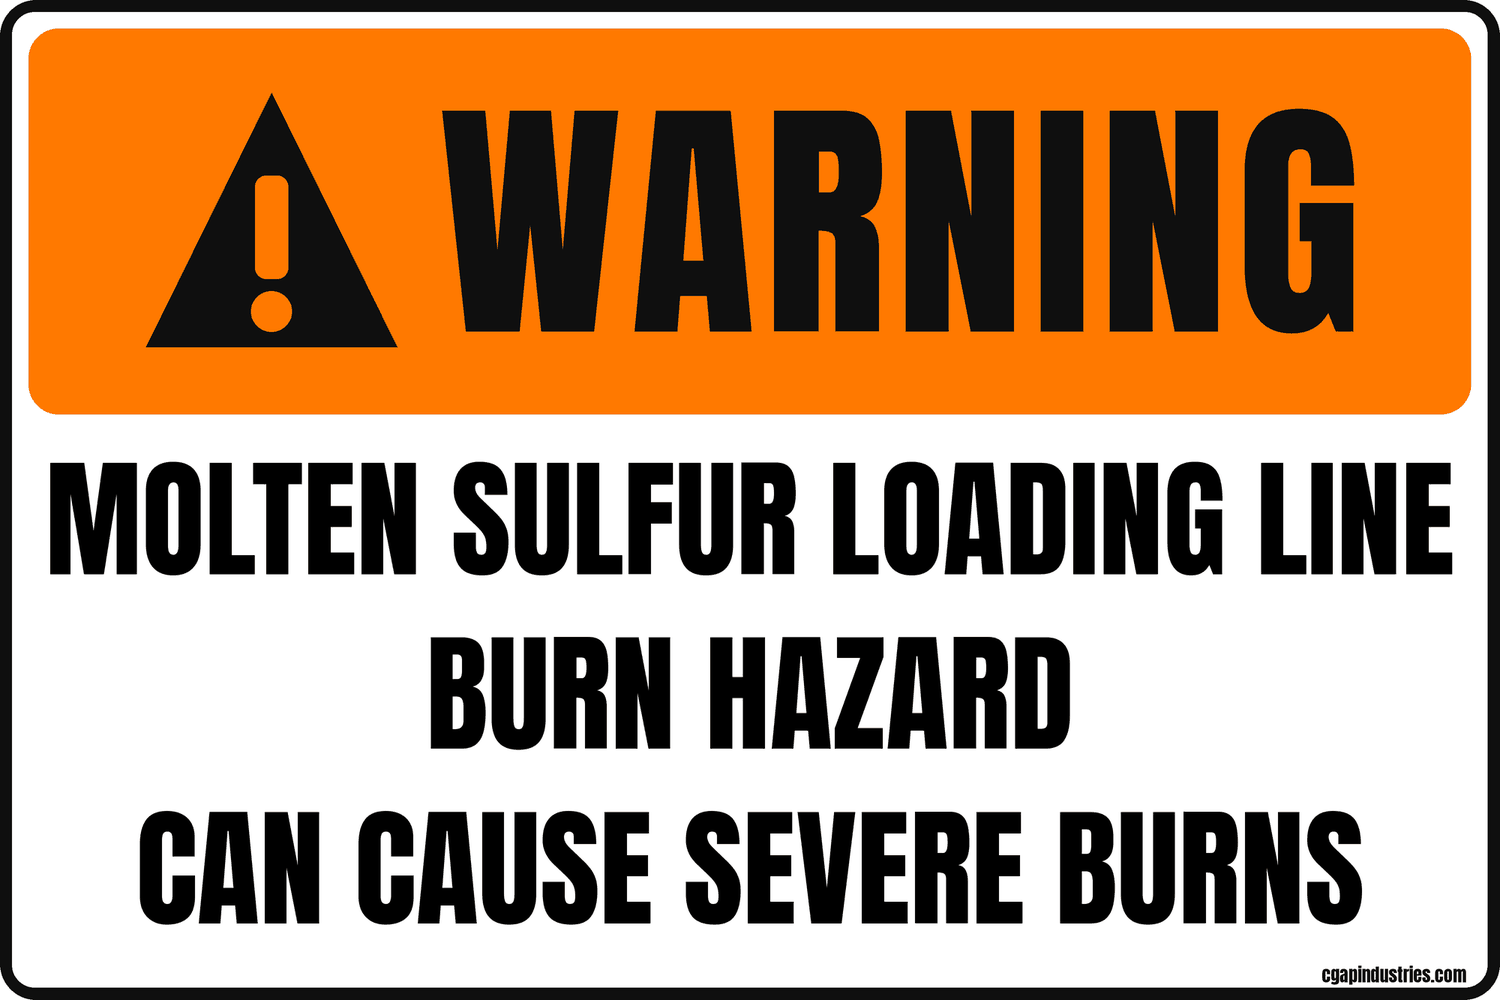 WARNING
MOLTEN SULFUR LOADING LINE
BURN HAZARD
CAN CAUSE SEVERE BURNS
cgapindustries.com